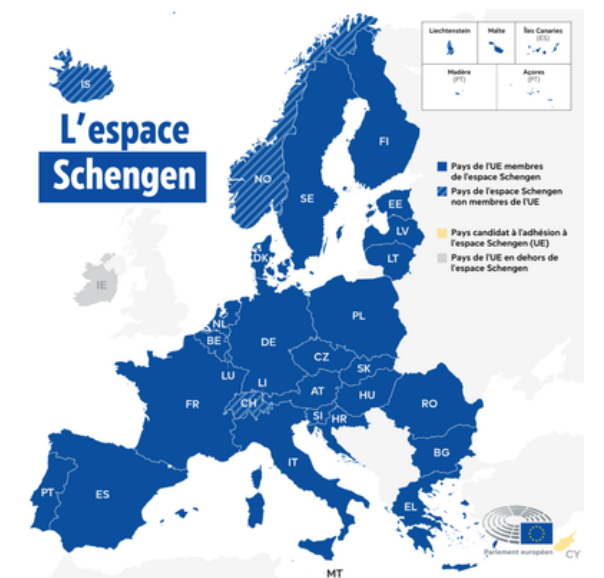 L'espace
Schengen
Liechtenstein
Malte
Îles Canaries
(ES)
Madère
(PT)
Açores
(PT)
Pays de l'UE membres
de l'espace Schengen
Pays de l'espace Schengen
non membres de l'UE
Pays candidat à l'adhésion à
l'espace Schengen (UE)
Pays de l'UE en dehors de
l'espace Schengen
IS
FI
NO
SE
EE
LV
LT
DK
IE
NL
BE
PL
DE
CZ
LU
LI
SK
FR
CH
AT
HU
SI
HR
RO
BG
IT
PT
ES
EL
MT
CY
Parlement européen